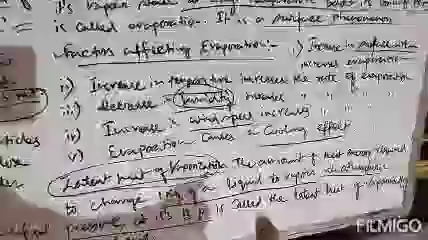 its vapour state at any temperature below its boiling point
is called evaporation. It is a surface phenomenon
Factors affecting Evaporation:- i) Increase in surface area
increases evaporation
ii) Increase in temperature increases the rate of evaporation
iii) decrease in humidity increases " " "
iv) Increase in wind speed increases " " "
v) Evaporation causes a Cooling effect
Latent heat of Vaporization The amount of heat energy required
to change 1 kg of a liquid to vapour at atmospheric
pressure, at its B.P. is called the latent heat of vaporization
FILMIGO